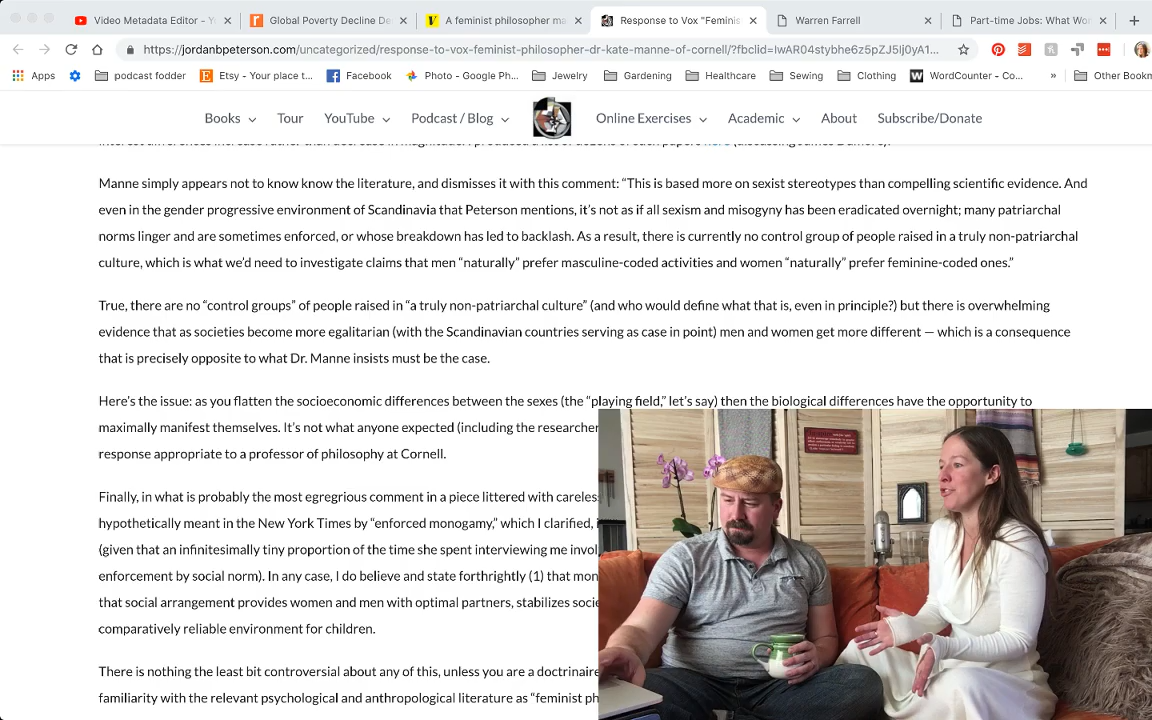 Video Metadata Editor - Y
Global Poverty Decline De
A feminist philosopher ma
Response to Vox "Feminis
Warren Farrell
Part-time Jobs: What Wo
https://jordanbpeterson.com/uncategorized/response-to-vox-feminist-philosopher-dr-kate-manne-of-cornell/?fbclid=IwAR04stybhe6z5pZJ5Ij0yA1...
Apps
podcast fodder
Etsy - Your place t...
Facebook
Photo - Google Ph...
Jewelry
Gardening
Healthcare
Sewing
Clothing
WordCounter - Co...
»
Other Bookm
Books
Tour
YouTube
Podcast / Blog
Online Exercises
Academic
About
Subscribe/Donate
Manne simply appears not to know know the literature, and dismisses it with this comment: “This is based more on sexist stereotypes than compelling scientific evidence. And
even in the gender progressive environment of Scandinavia that Peterson mentions, it’s not as if all sexism and misogyny has been eradicated overnight; many patriarchal
norms linger and are sometimes enforced, or whose breakdown has led to backlash. As a result, there is currently no control group of people raised in a truly non-patriarchal
culture, which is what we’d need to investigate claims that men “naturally” prefer masculine-coded activities and women “naturally” prefer feminine-coded ones.”
True, there are no “control groups” of people raised in “a truly non-patriarchal culture” (and who would define what that is, even in principle?) but there is overwhelming
evidence that as societies become more egalitarian (with the Scandinavian countries serving as case in point) men and women get more different — which is a consequence
that is precisely opposite to what Dr. Manne insists must be the case.
Here’s the issue: as you flatten the socioeconomic differences between the sexes (the “playing field,” let’s say) then the biological differences have the opportunity to
maximally manifest themselves. It’s not what anyone expected (including the researcher
response appropriate to a professor of philosophy at Cornell.
Finally, in what is probably the most egregrious comment in a piece littered with careles
hypothetically meant in the New York Times by “enforced monogamy,” which I clarified, i
(given that an infinitesimally tiny proportion of the time she spent interviewing me invol
enforcement by social norm). In any case, I do believe and state forthrightly (1) that mon
that social arrangement provides women and men with optimal partners, stabilizes socie
comparatively reliable environment for children.
There is nothing the least bit controversial about any of this, unless you are a doctrinaire
familiarity with the relevant psychological and anthropological literature as “feminist ph